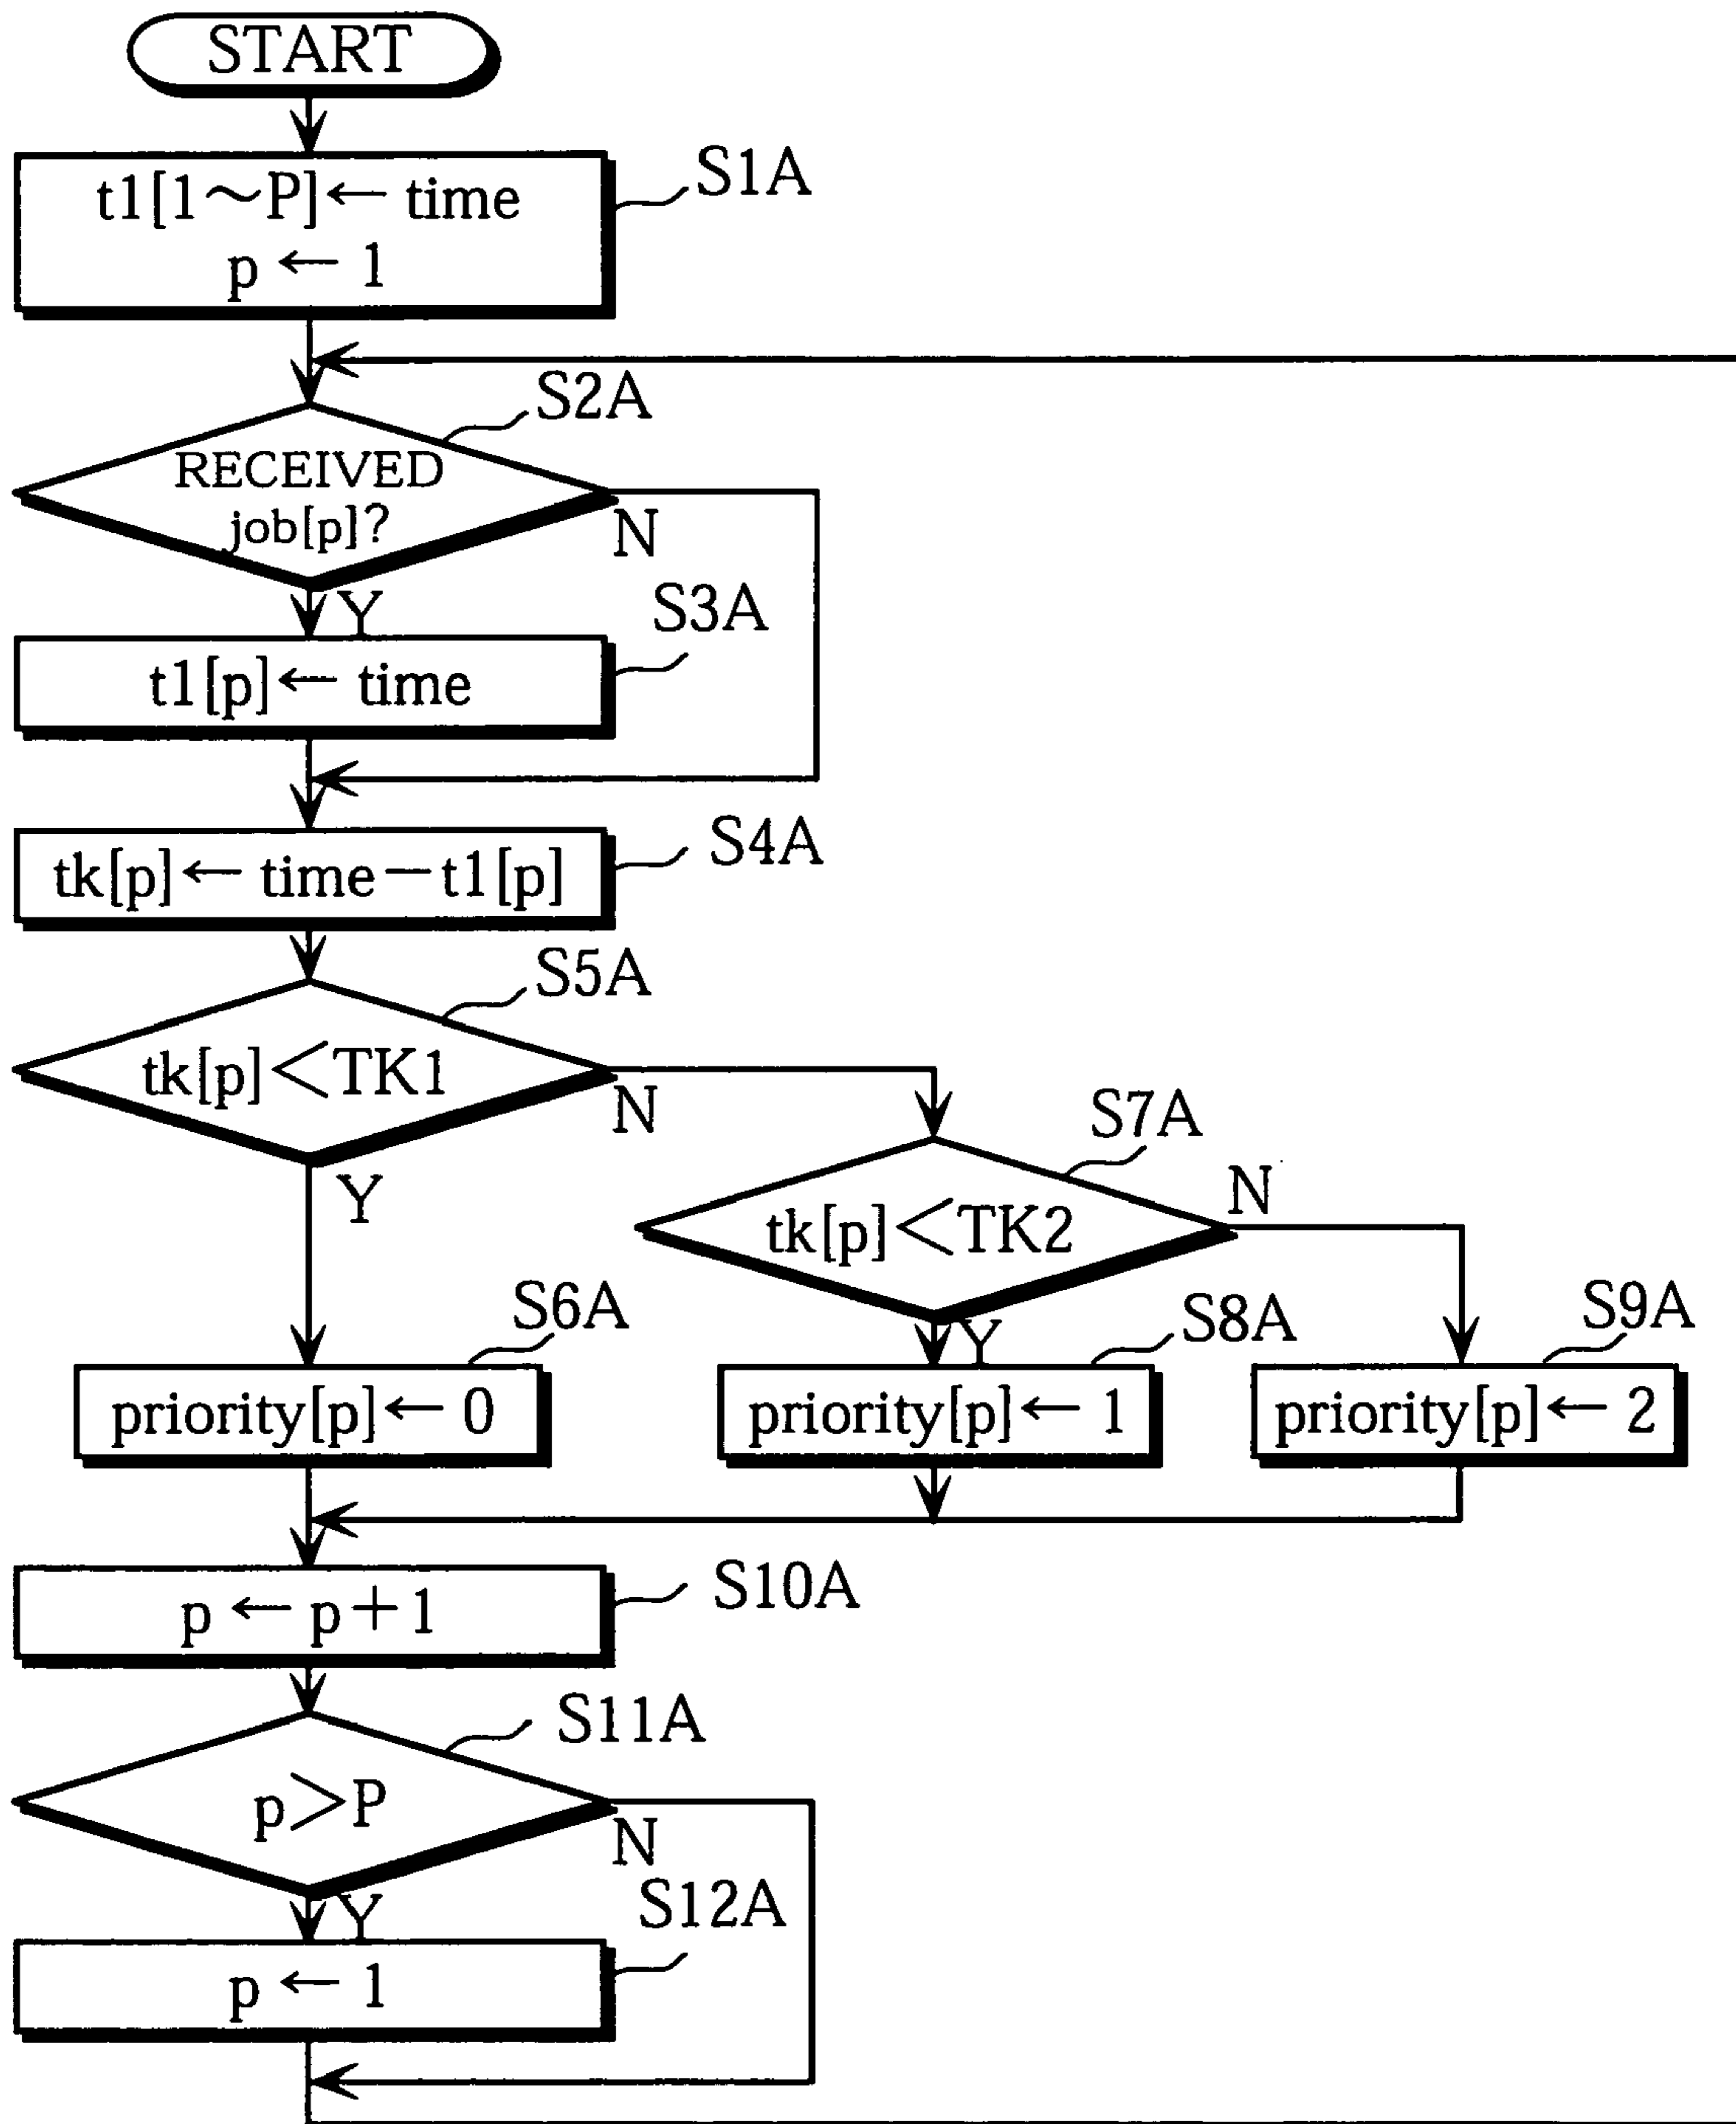 START
t1[1～P]← time
p ← 1
S1A
S2A
RECEIVED
job[p]?
N
Y
S3A
t1[p]← time
S4A
tk[p]← time－t1[p]
S5A
tk[p]＜TK1
N
Y
S7A
tk[p]＜TK2
N
Y
S6A
priority[p]← 0
S8A
priority[p]← 1
S9A
priority[p]← 2
S10A
p ← p＋1
S11A
p＞P
N
Y
S12A
p ← 1